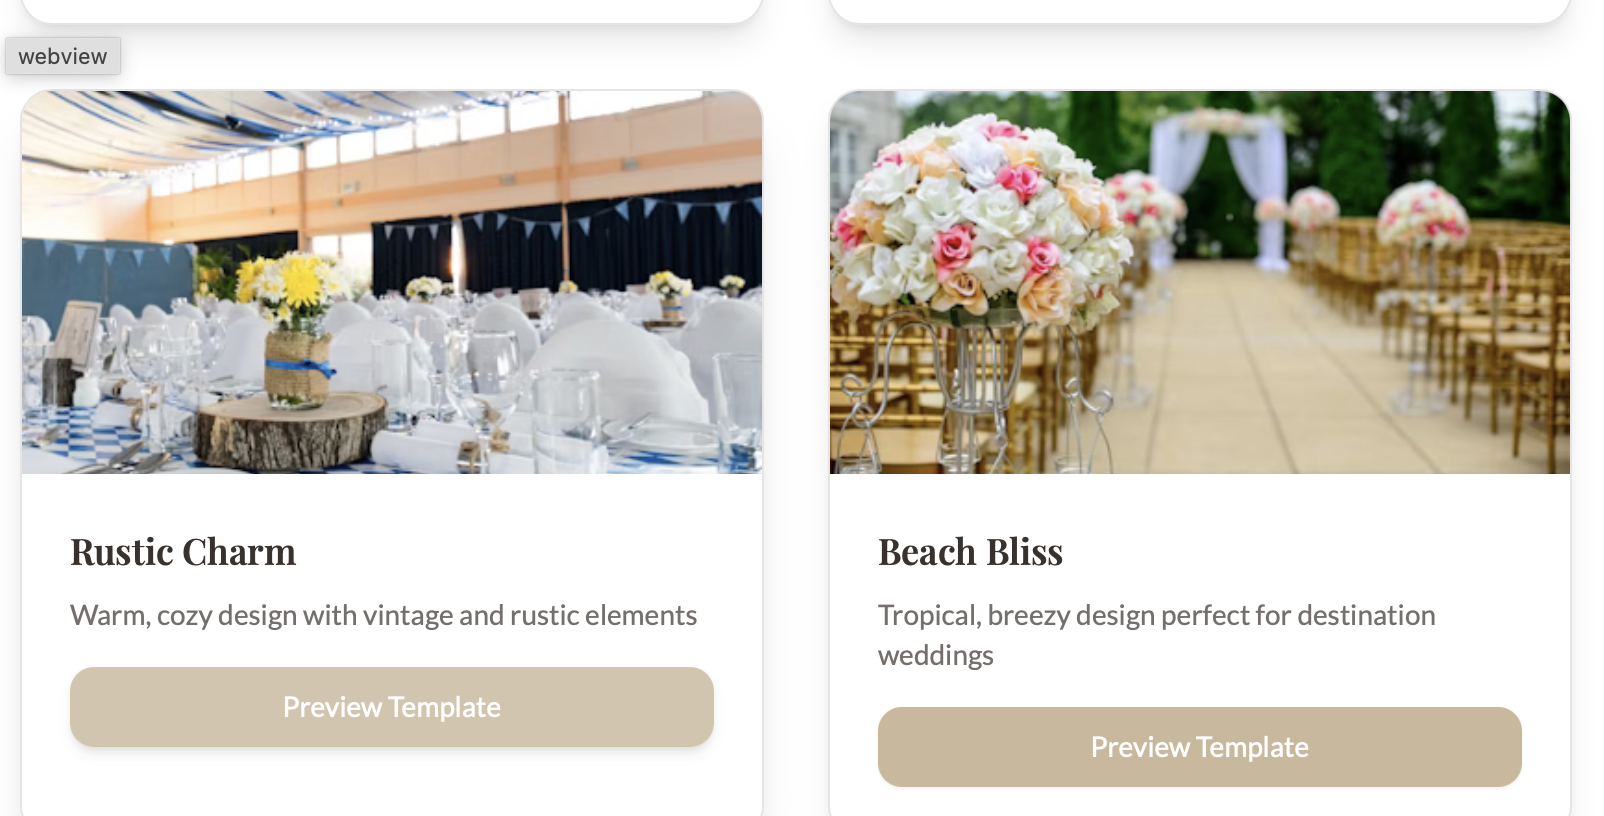 webview
Rustic Charm
Warm, cozy design with vintage and rustic elements
Preview Template
Beach Bliss
Tropical, breezy design perfect for destination
weddings
Preview Template